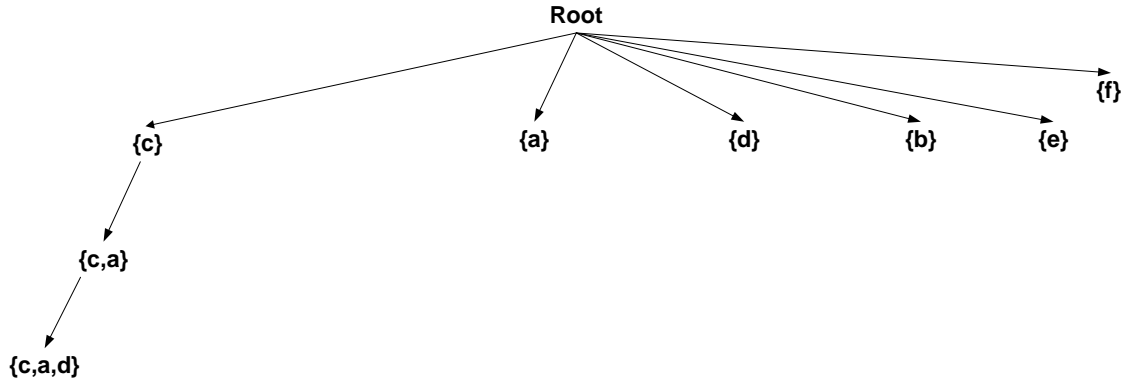 Root
{f}
{c}
{a}
{d}
{b}
{e}
{c,a}
{c,a,d}